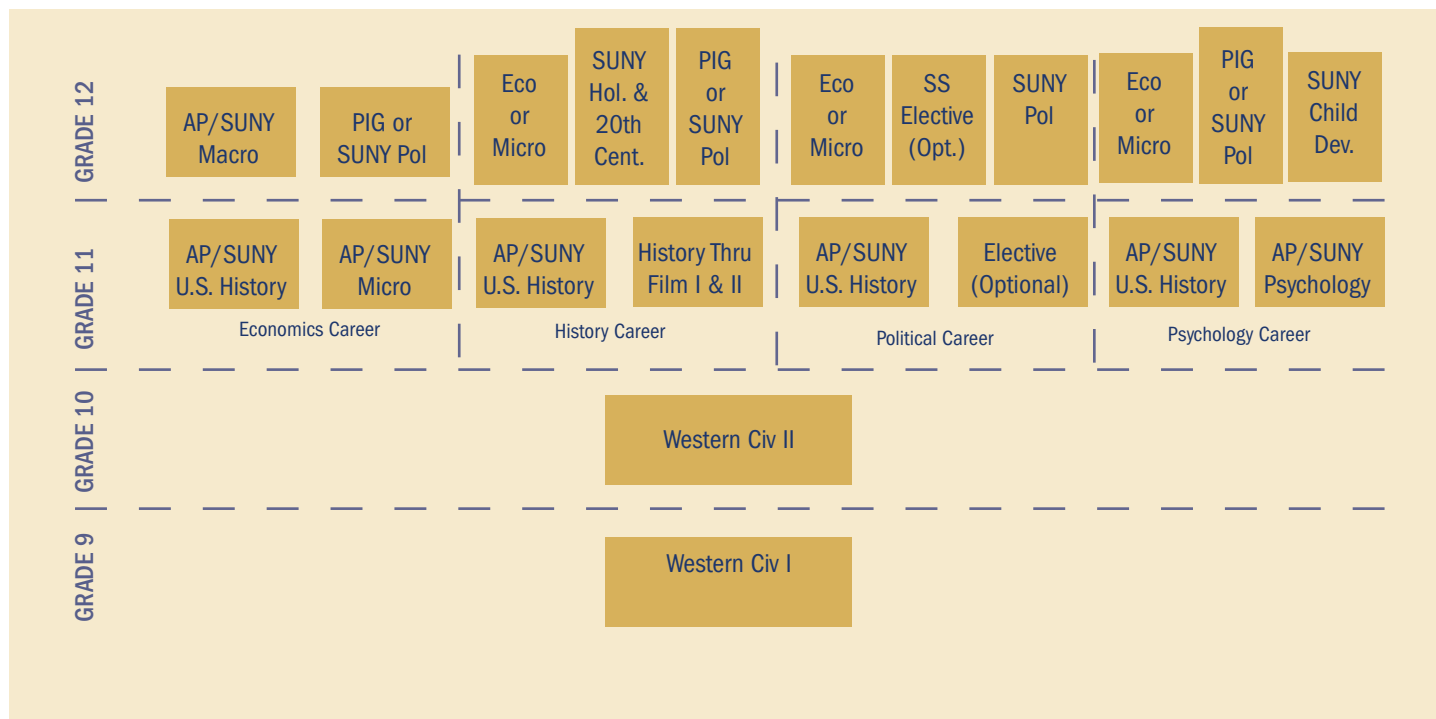 GRADE 12
AP/SUNY
Macro
PIG or
SUNY Pol
Eco
or
Micro
SUNY
Hol. &
20th
Cent.
PIG
or
SUNY
Pol
Eco
or
Micro
SS
Elective
(Opt.)
SUNY
Pol
Eco
or
Micro
PIG
or
SUNY
Pol
SUNY
Child
Dev.
GRADE 11
AP/SUNY
U.S. History
AP/SUNY
Micro
Economics Career
AP/SUNY
U.S. History
History Thru
Film I & II
History Career
AP/SUNY
U.S. History
Elective
(Optional)
Political Career
AP/SUNY
U.S. History
AP/SUNY
Psychology
Psychology Career
GRADE 10
Western Civ II
GRADE 9
Western Civ I